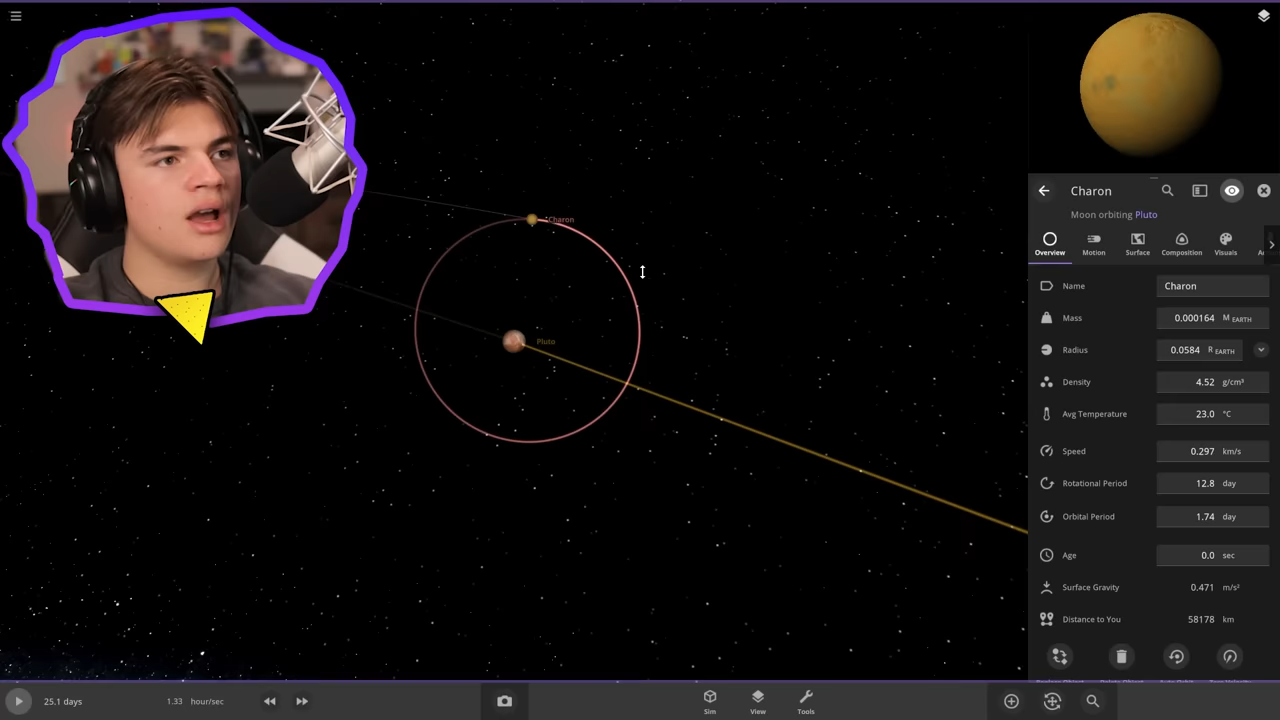 Charon
Pluto
Charon
Moon orbiting Pluto
Overview
Motion
Surface
Composition
Visuals
Name
Charon
Mass
0.000164 M EARTH
Radius
0.0584 R EARTH
Density
4.52 g/cm³
Avg Temperature
23.0 °C
Speed
0.297 km/s
Rotational Period
12.8 day
Orbital Period
1.74 day
Age
0.0 sec
Surface Gravity
0.471 m/s²
Distance to You
58178 km
25.1 days
1.33 hour/sec
Sim
View
Tools